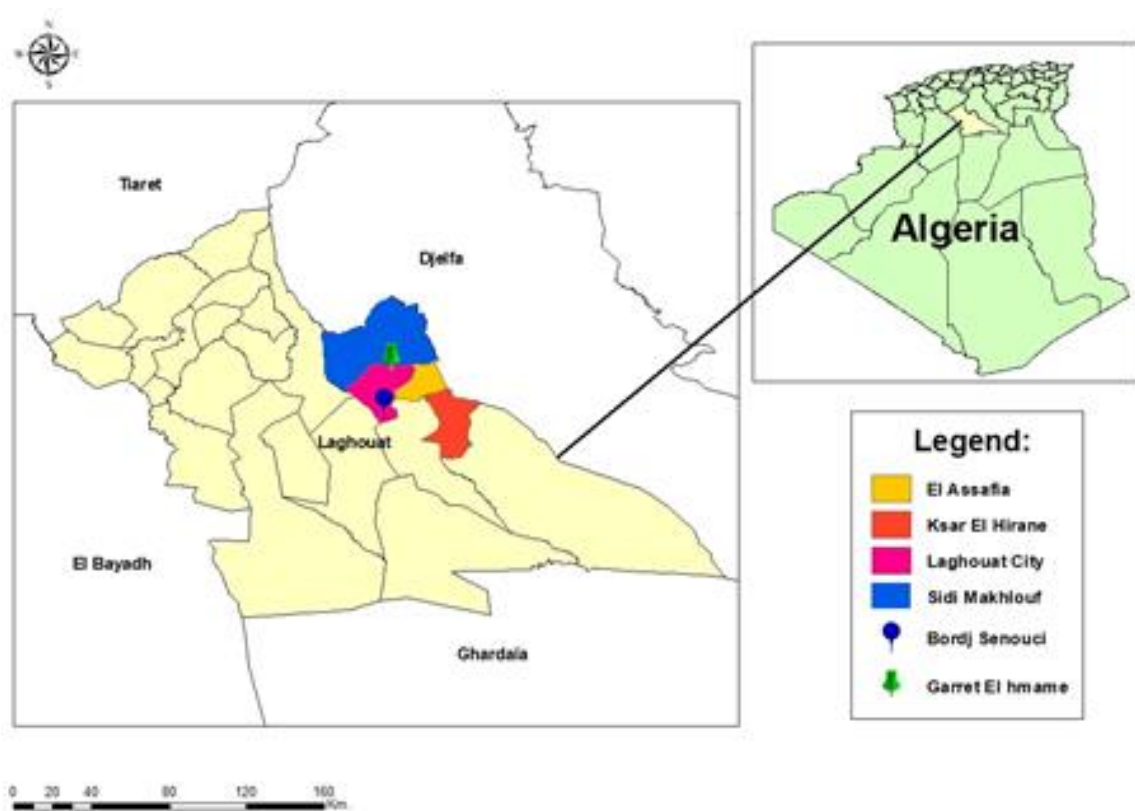 N
W E
S
Tiaret
Djelfa
Laghouat
El Bayadh
Ghardaia
Algeria
Legend:
El Assafia
Ksar El Hirane
Laghouat City
Sidi Makhlouf
Bordj Senouci
Garret El hmame
0 20 40 80 120 160
Km